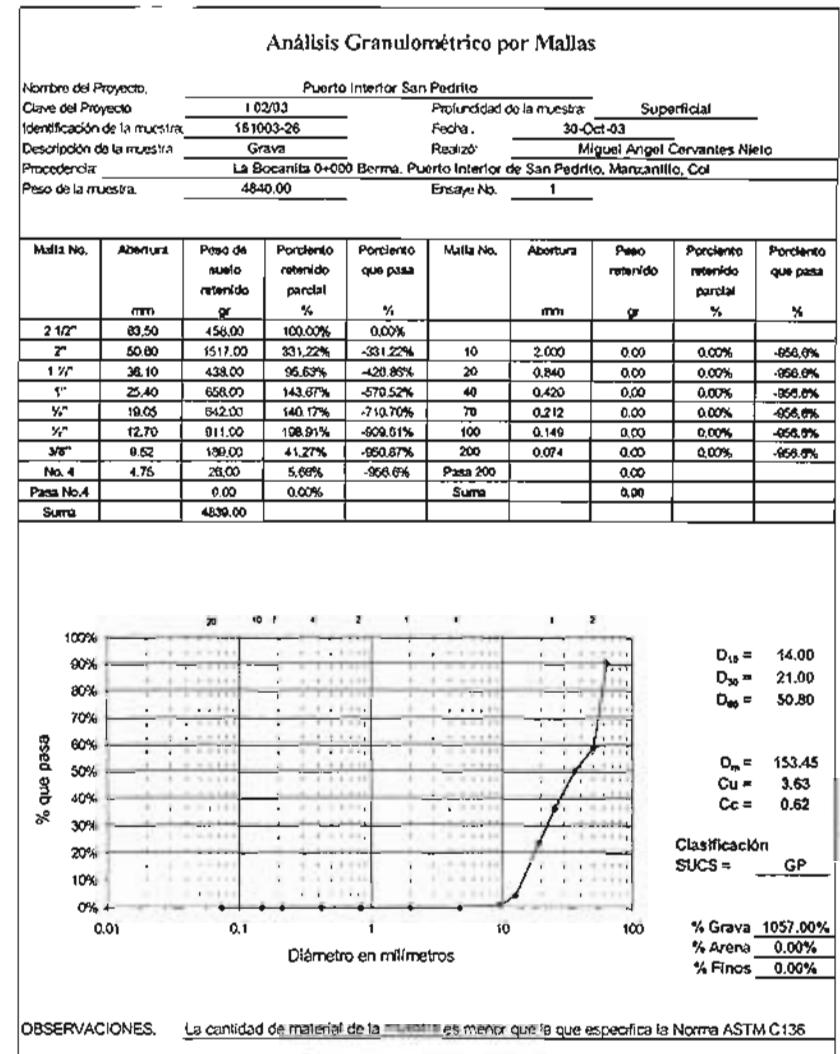 Análisis Granulométrico por Mallas
Nombre del Proyecto, Puerto Interior San Pedrito
Clave del Proyecto I 02/03 Profundidad de la muestra: Superficial
Identificación de la muestra: 151003-26 Fecha. 30-Oct-03
Descripción de la muestra Grava Realizó: Miguel Angel Cervantes Nieto
Procedencia: La Bocanita 0+000 Berma. Puerto Interior de San Pedrito, Manzanillo, Col
Peso de la muestra. 4840.00 Ensaye No. 1
Malla No. Abertura Peso de suelo retenido Porciento retenido parcial Porciento que pasa Malla No. Abertura Peso retenido Porciento retenido parcial Porciento que pasa
mm gr % % mm gr % %
2 1/2" 63,50 458,00 100.00% 0,00%
2" 50.80 1517.00 331,22% -331.22% 10 2.000 0.00 0.00% -956,6%
1 ½" 36.10 438.00 95.63% -426.86% 20 0.840 0.00 0.00% -956.6%
1" 25.40 658.00 143.67% -570.52% 40 0.420 0,00 0.00% -956.6%
19.05 642.00 140.17% -710.70% 70 0.212 0.00 0.00% -956,6%
½" 12.70 911.00 198.91% -909.61% 100 0.149 0.00 0.00% -956.6%
3/8" 9.52 189.00 41,27% -950.87% 200 0.074 0.00 0.00% -956.6%
No. 4 4.75 26,00 5,68% -956.6% Pasa 200 0.00
Pasa No.4 0.00 0.00% Suma 0,00
Suma 4839.00
20 10 4 2 1 1 2
100%
90%
80%
70%
60%
50%
40%
30%
20%
10%
0%
% que pasa
0.01 0.1 1 10 100
Diámetro en milímetros
D₁₀ = 14.00
D₃₀ = 21.00
D₆₀ = 50.80
Dₘ = 153.45
Cu = 3.63
Cc = 0.62
Clasificación
SUCS = GP
% Grava 1057.00%
% Arena 0.00%
% Finos 0.00%
OBSERVACIONES. La cantidad de material de la muestra es menor que la que especifica la Norma ASTM C136